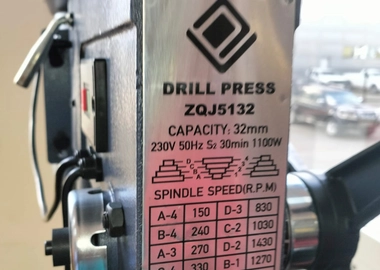 DRILL PRESS
ZQJ5132
CAPACITY: 32mm
230V 50Hz S2 30min 1100W
SPINDLE SPEED(R.P.M)
A-4 150 D-3 830
B-4 240 C-2 1030
A-3 270 D-2 1430
330 B-1 1270